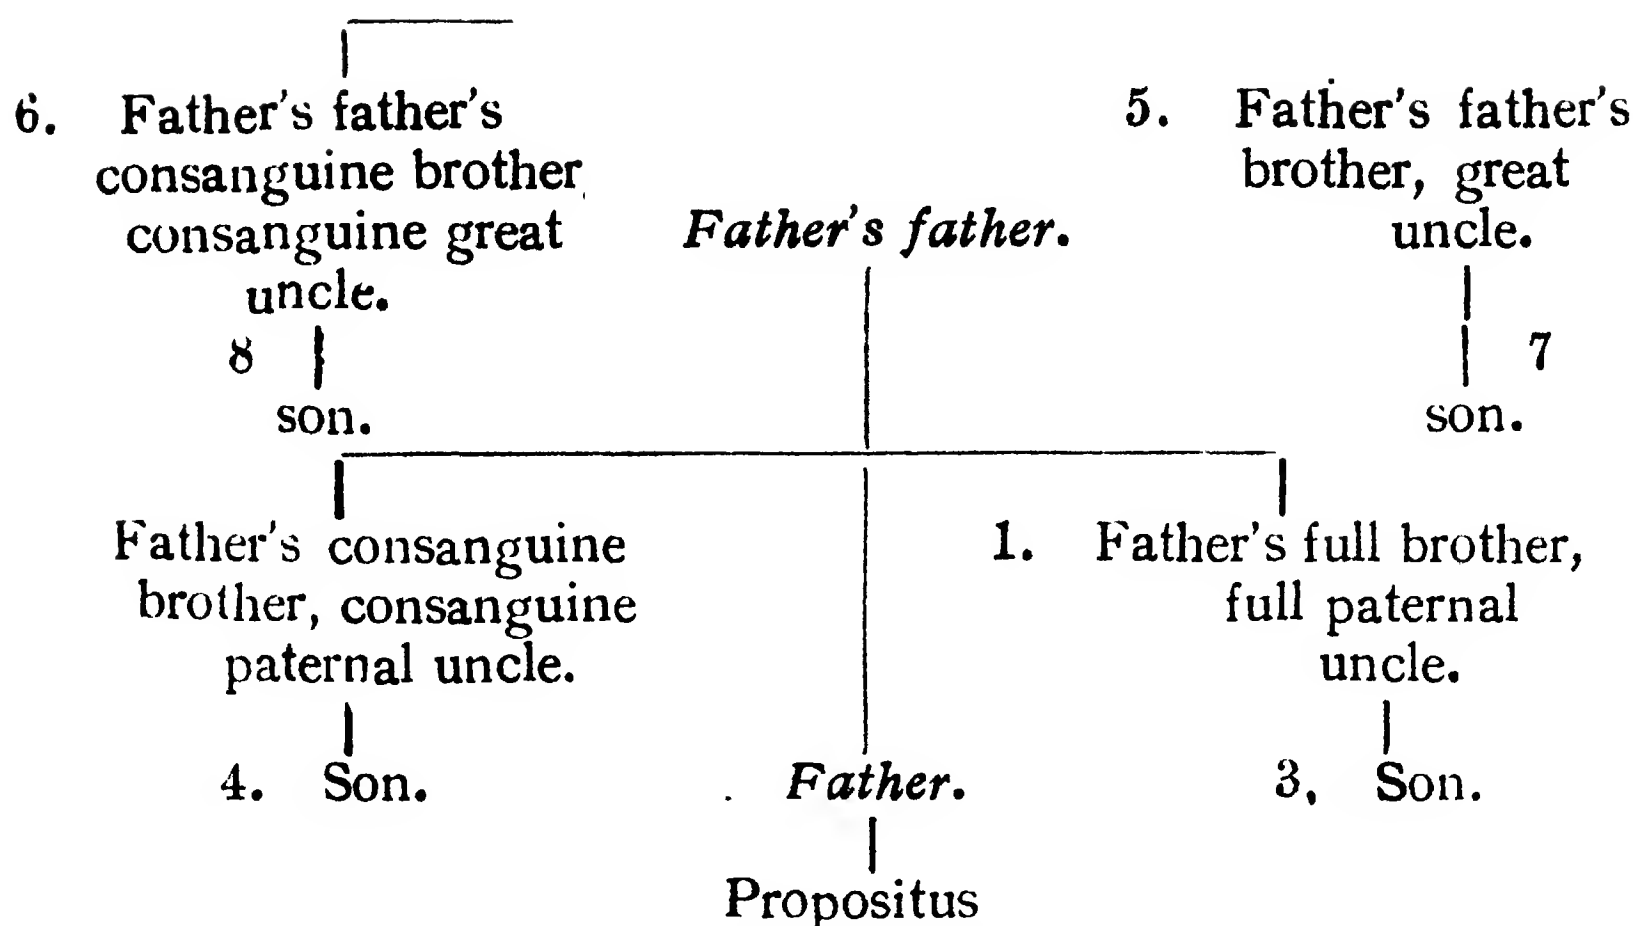 6. Father's father's
consanguine brother,
consanguine great
uncle.
8
son.
5. Father's father's
brother, great
uncle.
7
son.
Father's father.
Father's consanguine
brother, consanguine
paternal uncle.
4. Son.
1. Father's full brother,
full paternal
uncle.
3, Son.
Father.
Propositus